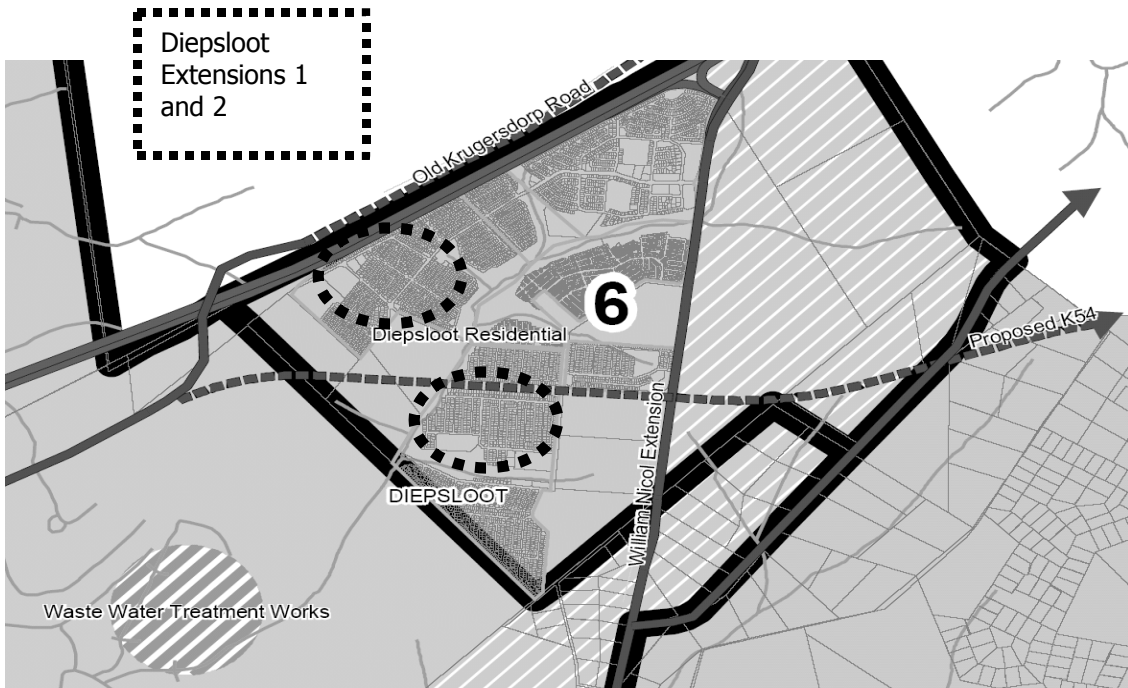 Diepsloot
Extensions 1
and 2
Old Krugersdorp Road
6
Diepsloot Residential
Proposed K54
William Nicol Extension
DIEPSLOOT
Waste Water Treatment Works